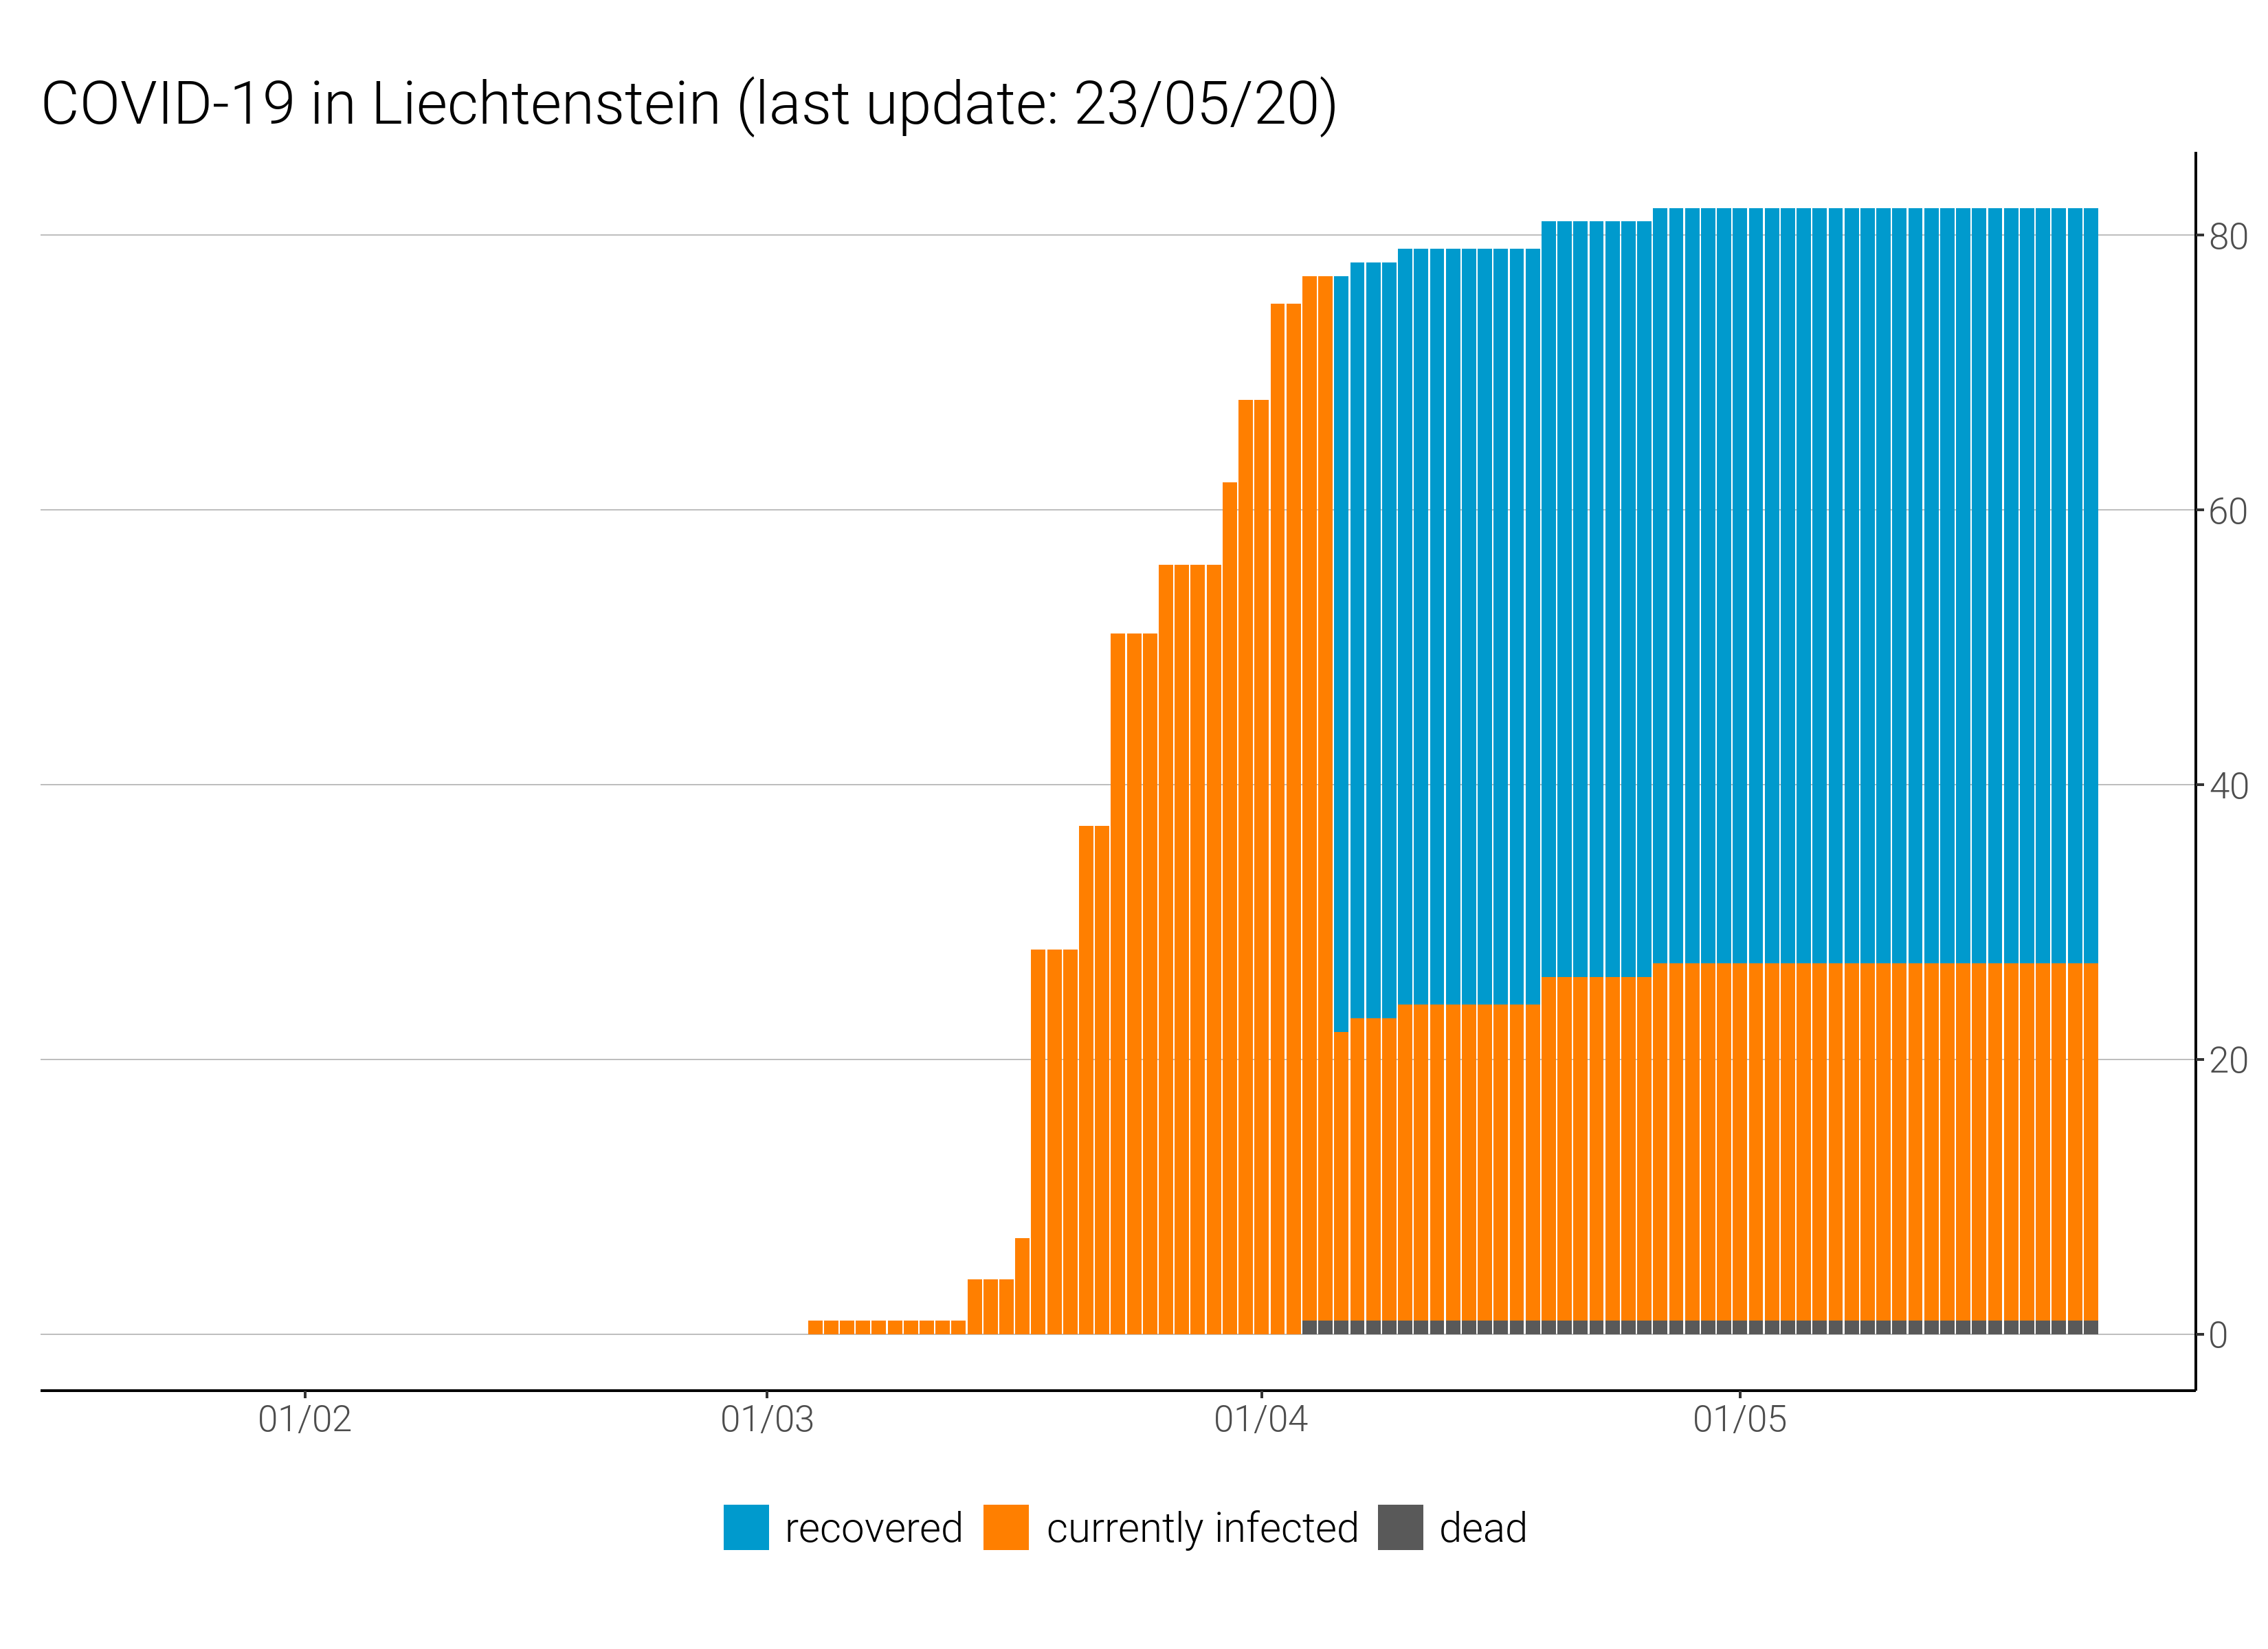 COVID-19 in Liechtenstein (last update: 23/05/20)
80
60
40
20
0
01/02 01/03 01/04 01/05
recovered currently infected dead